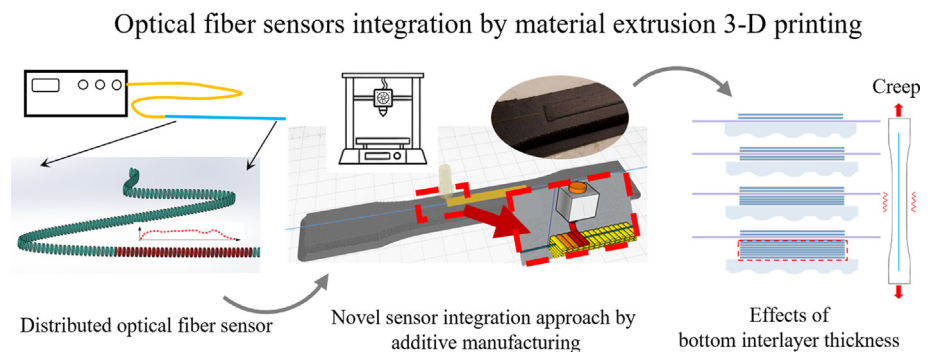 Optical fiber sensors integration by material extrusion 3-D printing
Creep
Distributed optical fiber sensor
Novel sensor integration approach by
additive manufacturing
Effects of
bottom interlayer thickness